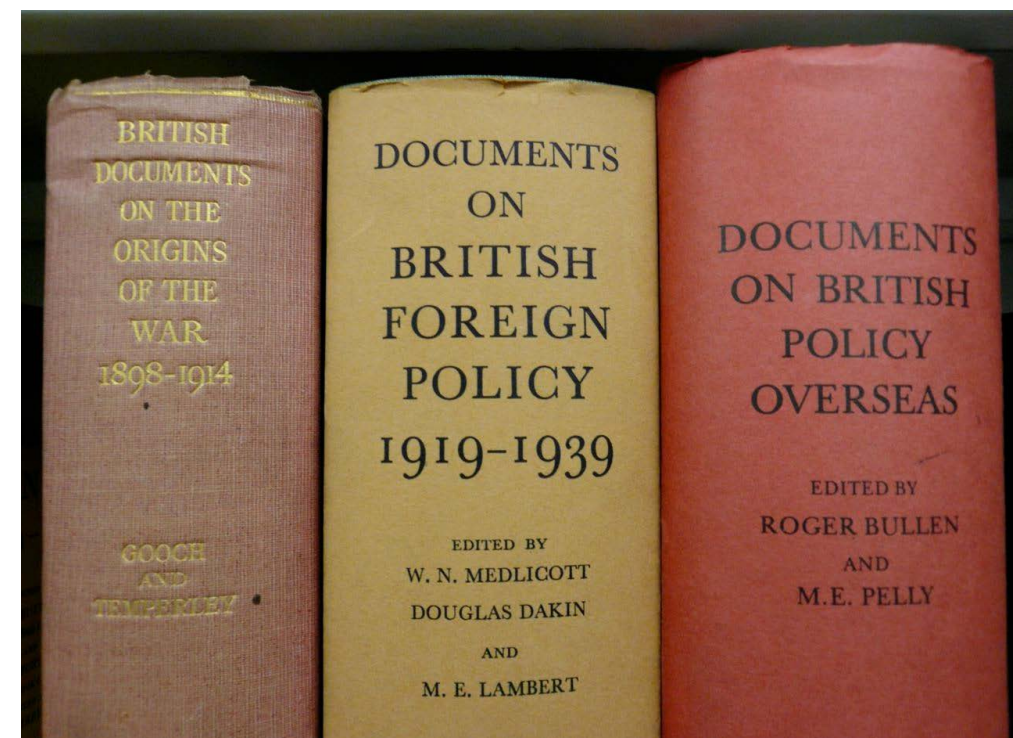 BRITISH
DOCUMENTS
ON THE
ORIGINS
OF THE
WAR
1898-1914
GOOCH
AND
TEMPERLEY
DOCUMENTS
ON
BRITISH
FOREIGN
POLICY
1919-1939
EDITED BY
W. N. MEDLICOTT
DOUGLAS DAKIN
AND
M. E. LAMBERT
DOCUMENTS
ON BRITISH
POLICY
OVERSEAS
EDITED BY
ROGER BULLEN
AND
M.E. PELLY